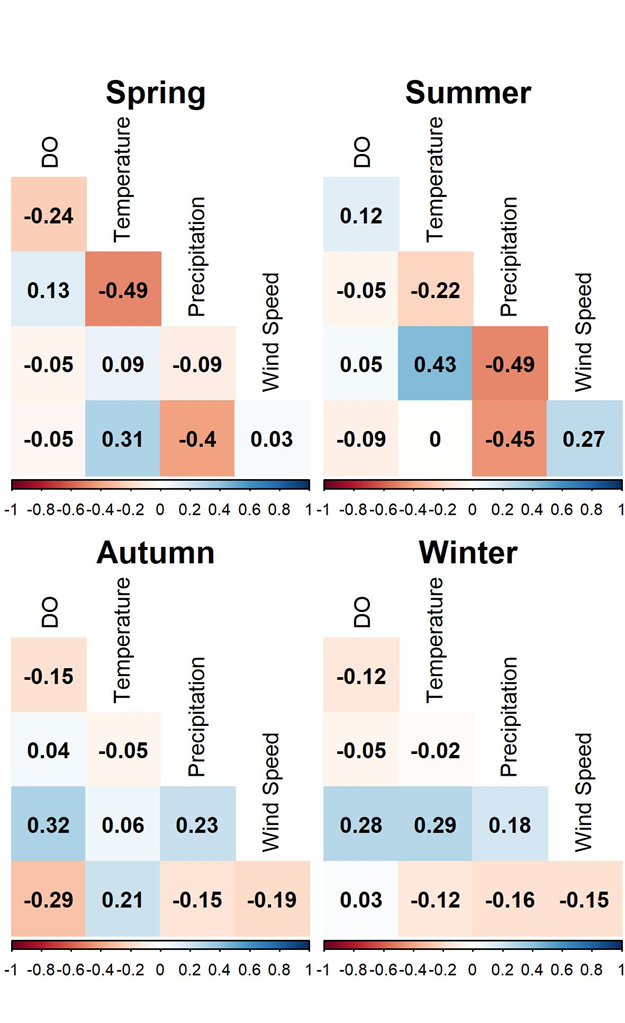 Spring
DO
Temperature
Precipitation
Wind Speed
-0.24
0.13 -0.49
-0.05 0.09 -0.09
-0.05 0.31 -0.4 0.03
-1 -0.8 -0.6 -0.4 -0.2 0 0.2 0.4 0.6 0.8 1
Summer
DO
Temperature
Precipitation
Wind Speed
0.12
-0.05 -0.22
0.05 0.43 -0.49
-0.09 0 -0.45 0.27
-1 -0.8 -0.6 -0.4 -0.2 0 0.2 0.4 0.6 0.8 1
Autumn
DO
Temperature
Precipitation
Wind Speed
-0.15
0.04 -0.05
0.32 0.06 0.23
-0.29 0.21 -0.15 -0.19
-1 -0.8 -0.6 -0.4 -0.2 0 0.2 0.4 0.6 0.8 1
Winter
DO
Temperature
Precipitation
Wind Speed
-0.12
-0.05 -0.02
0.28 0.29 0.18
0.03 -0.12 -0.16 -0.15
-1 -0.8 -0.6 -0.4 -0.2 0 0.2 0.4 0.6 0.8 1